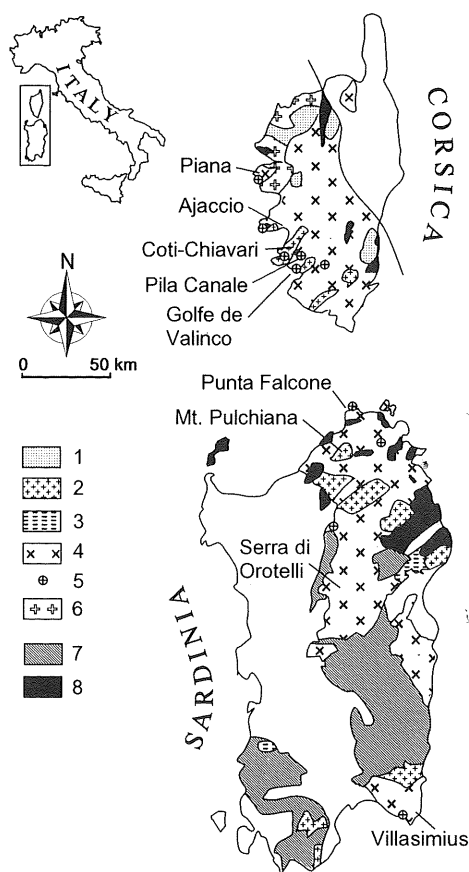 ITALY
CORSICA
Piana
Ajaccio
Coti-Chiavari
Pila Canale
Golfe de
Valinco
0 50 km
Punta Falcone
Mt. Pulchiana
1
2
3
4
5
6
7
8
Serra di
Orotelli
SARDINIA
Villasimius